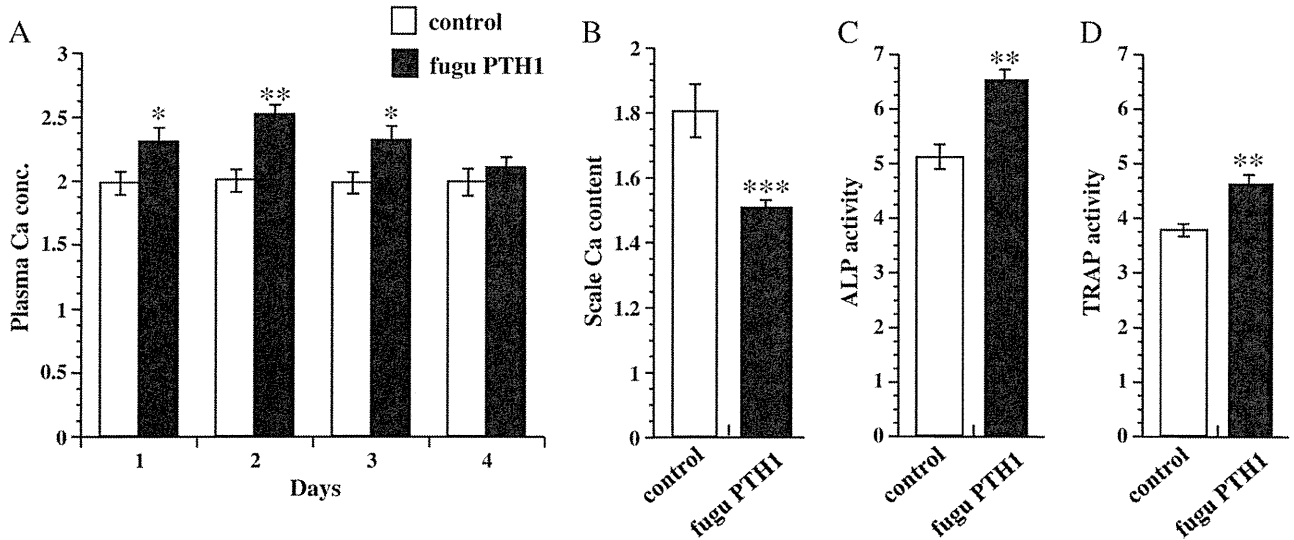 A
control
fugu PTH1
Plasma Ca conc.
3
2.5
2
1.5
1
0.5
0
* ** *
1 2 3 4
Days
B
Scale Ca content
2
1.8
1.6
1.4
1.2
1
0
***
control
fugu PTH1
C
ALP activity
7
6
5
4
3
2
1
0
**
control
fugu PTH1
D
TRAP activity
7
6
5
4
3
2
1
0
**
control
fugu PTH1